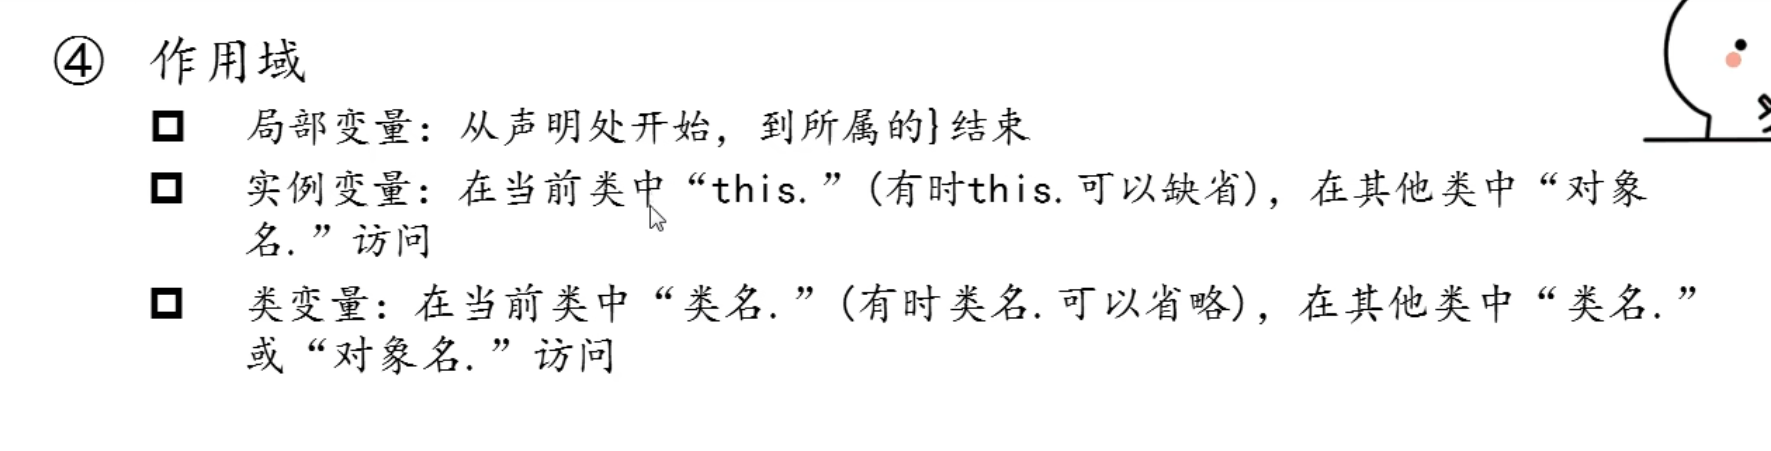 ④ 作用域
局部变量：从声明处开始，到所属的}结束
实例变量：在当前类中“this.”(有时this.可以缺省)，在其他类中“对象
名.”访问
类变量：在当前类中“类名.”(有时类名.可以省略)，在其他类中“类名.”
或“对象名.”访问